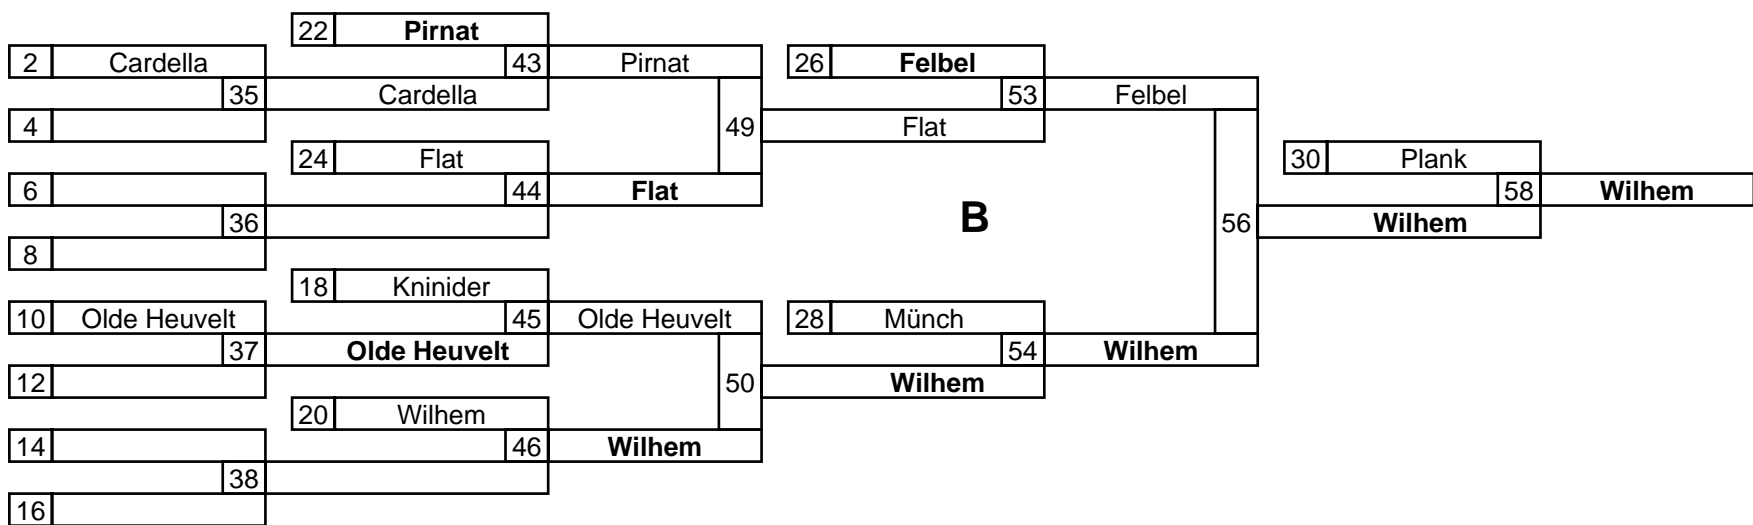 22 Pirnat
2 Cardella 43 Pirnat 26 Felbel
35 Cardella 53 Felbel
4 49 Flat
24 Flat 30 Plank
6 44 Flat 58 Wilhem
36 B 56 Wilhem
8
18 Kninider
10 Olde Heuvelt 45 Olde Heuvelt 28 Münch
37 Olde Heuvelt 54 Wilhem
12 50 Wilhem
20 Wilhem
14 46 Wilhem
38
16